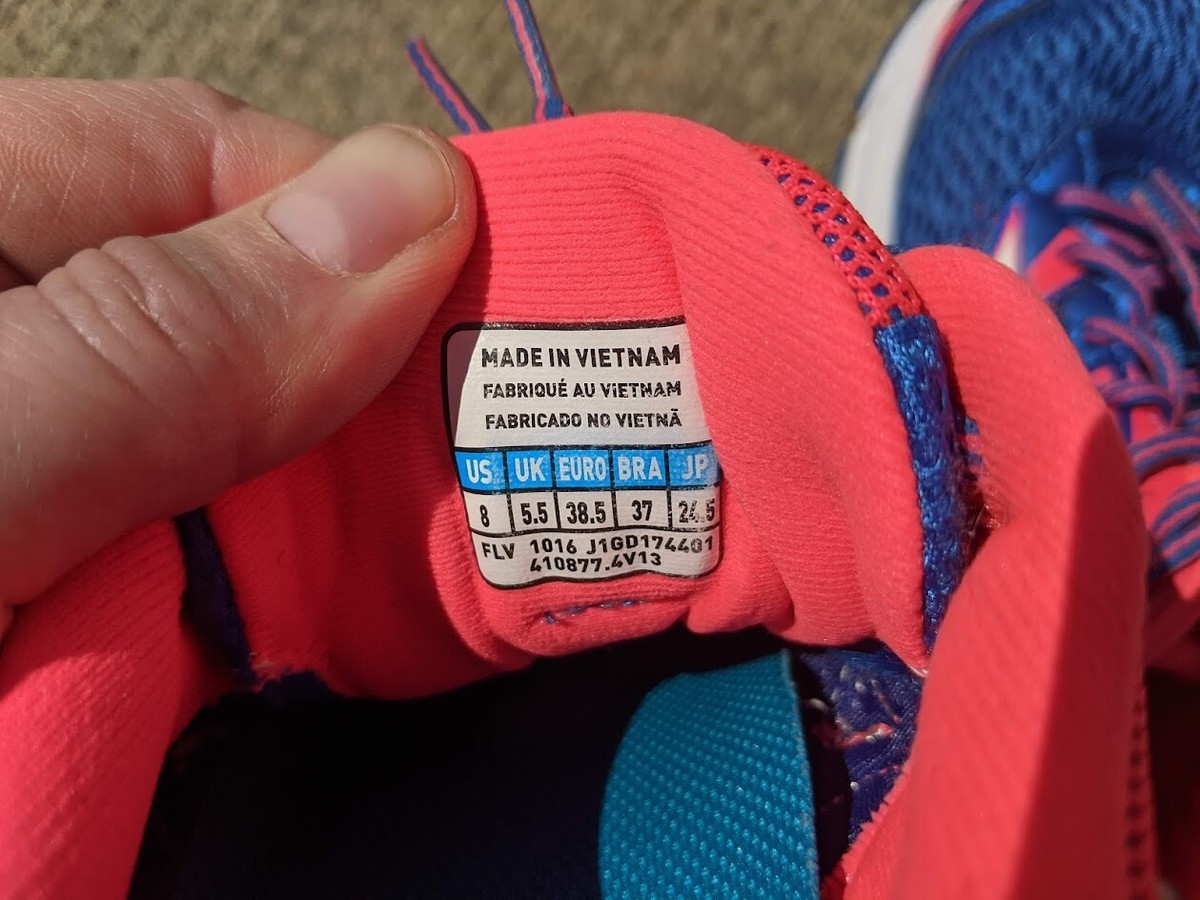 MADE IN VIETNAM
FABRIQUÉ AU VIETNAM
FABRICADO NO VIETNÃ
US UK EURO BRA JP
8 5.5 38.5 37 24.5
FLV 1016 J1GD174401
410877.4V13